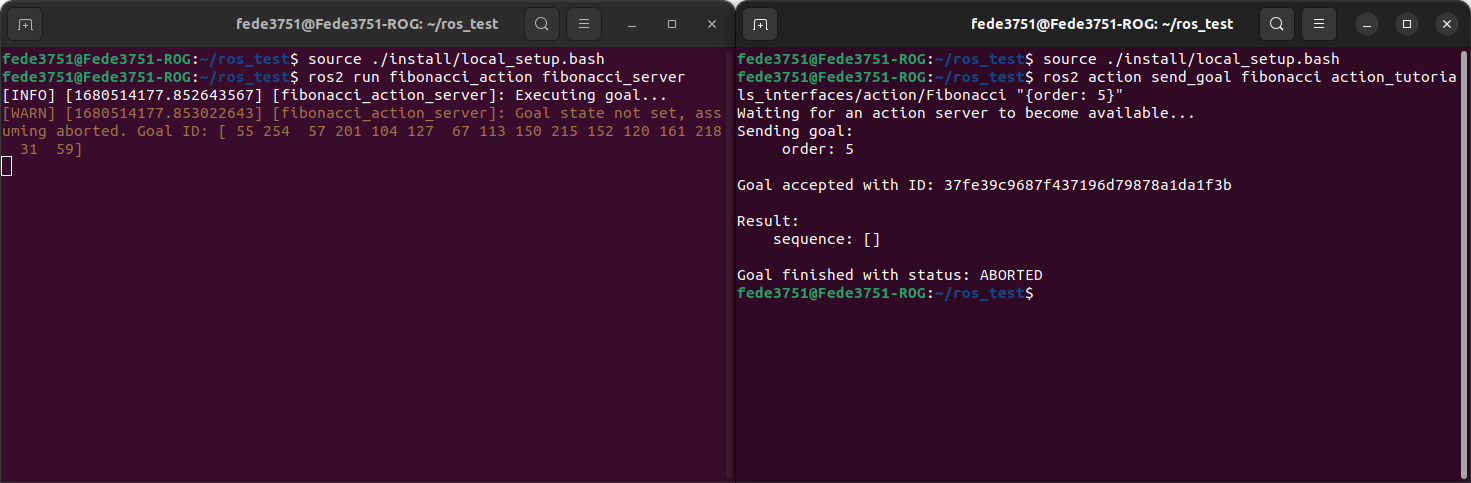 fede3751@Fede3751-ROG: ~/ros_test
fede3751@Fede3751-ROG:~/ros_test$ source ./install/local_setup.bash
fede3751@Fede3751-ROG:~/ros_test$ ros2 run fibonacci_action fibonacci_server
[INFO] [1680514177.852643567] [fibonacci_action_server]: Executing goal...
[WARN] [1680514177.853022643] [fibonacci_action_server]: Goal state not set, ass
uming aborted. Goal ID: [ 55 254  57 201 104 127  67 113 150 215 152 120 161 218
  31  59]
fede3751@Fede3751-ROG: ~/ros_test
fede3751@Fede3751-ROG:~/ros_test$ source ./install/local_setup.bash
fede3751@Fede3751-ROG:~/ros_test$ ros2 action send_goal fibonacci action_tutoria
ls_interfaces/action/Fibonacci "{order: 5}"
Waiting for an action server to become available...
Sending goal:
     order: 5
Goal accepted with ID: 37fe39c9687f437196d79878a1da1f3b
Result:
    sequence: []
Goal finished with status: ABORTED
fede3751@Fede3751-ROG:~/ros_test$